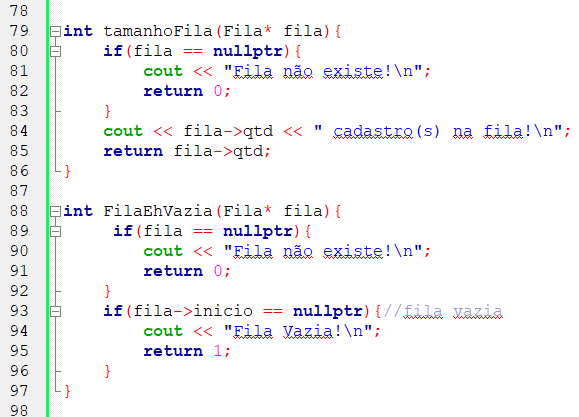 78
79 int tamanhoFila(Fila* fila){
80     if(fila == nullptr){
81         cout << "Fila não existe!\n";
82         return 0;
83     }
84     cout << fila->qtd << " cadastro(s) na fila!\n";
85     return fila->qtd;
86 }
87
88 int FilaEhVazia(Fila* fila){
89      if(fila == nullptr){
90         cout << "Fila não existe!\n";
91         return 0;
92     }
93     if(fila->inicio == nullptr){//fila vazia
94         cout << "Fila Vazia!\n";
95         return 1;
96     }
97 }
98